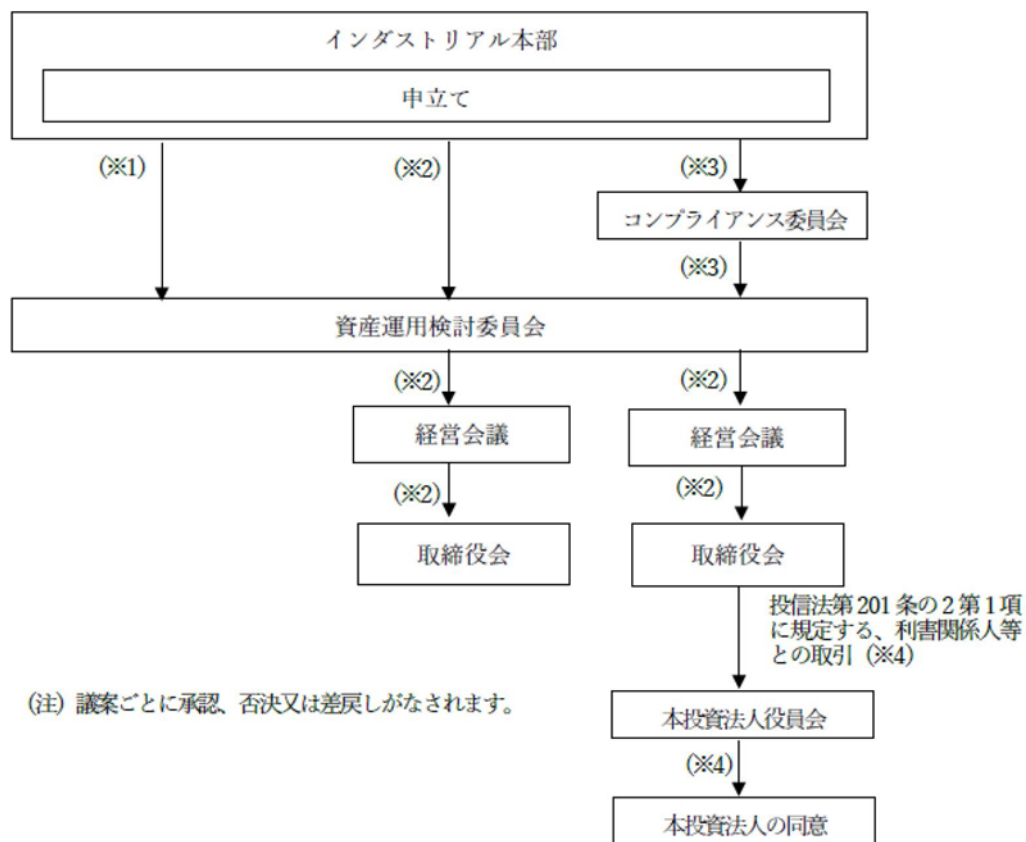 インダストリアル本部
申立て
(※1)
(※2)
(※3)
コンプライアンス委員会
(※3)
資産運用検討委員会
(※2)
(※2)
経営会議
経営会議
(※2)
(※2)
取締役会
取締役会
投信法第 201 条の 2 第 1 項
に規定する、利害関係人等
との取引 (※4)
(注) 議案ごとに承認、否決又は差戻しがなされます。
本投資法人役員会
(※4)
本投資法人の同意